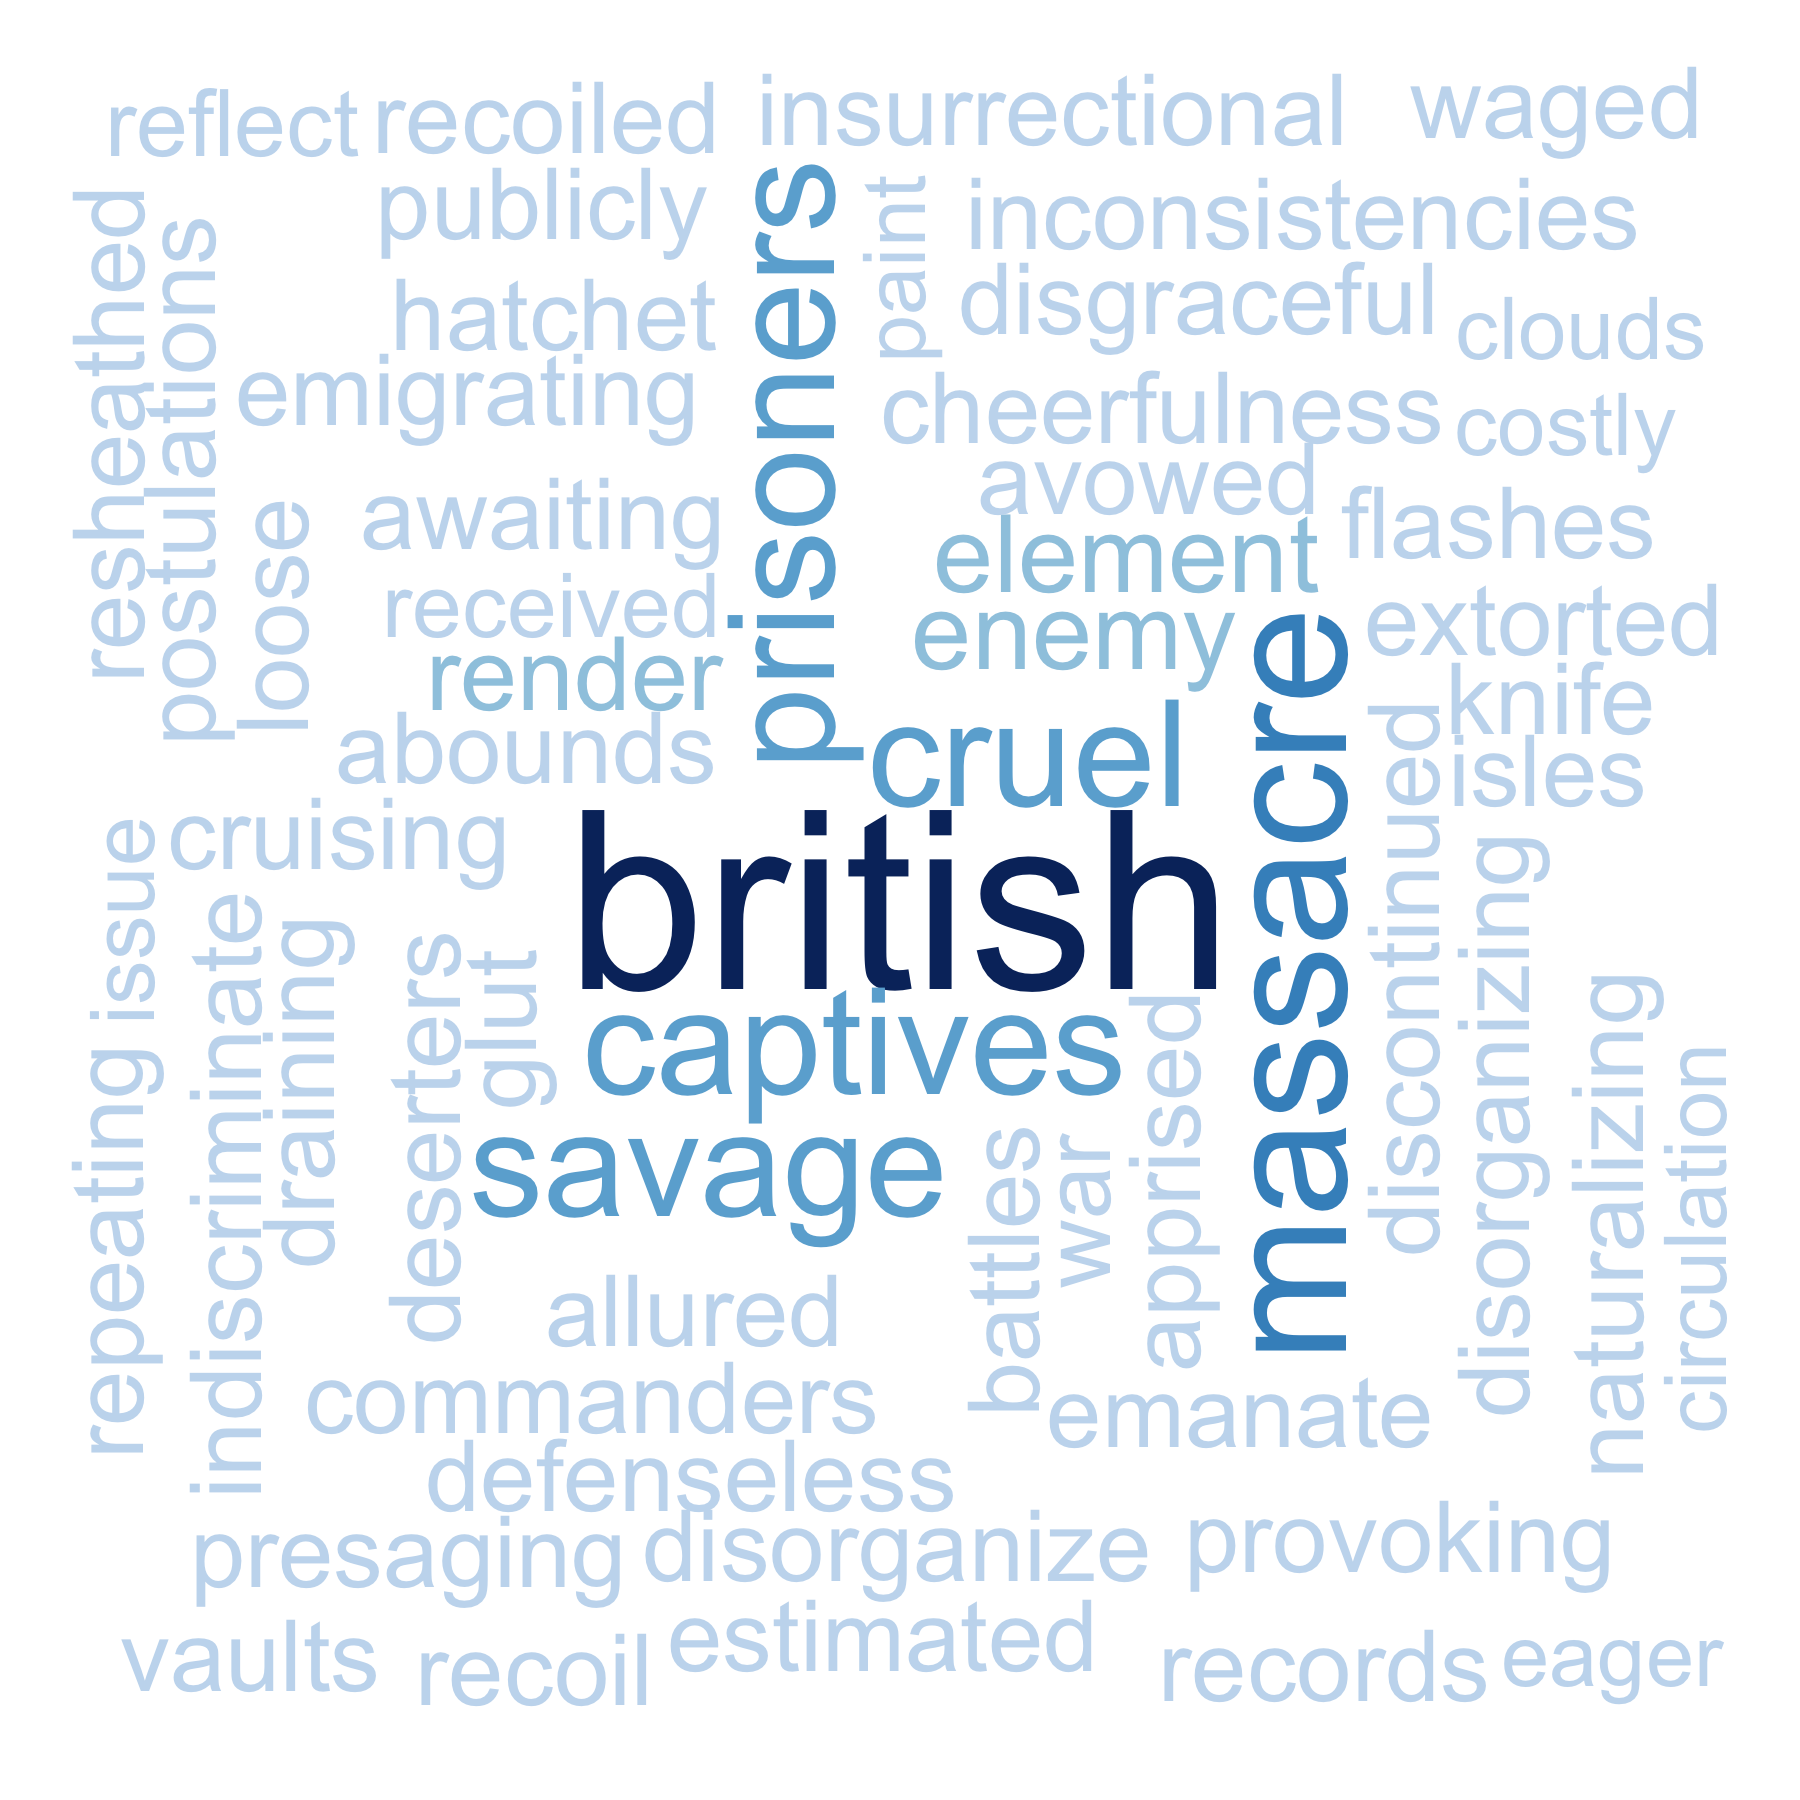 reflect
recoiled
insurrectional
waged
publicly
paint
inconsistencies
resheathed
postulations
hatchet
prisoners
disgraceful
clouds
emigrating
cheerfulness
costly
loose
awaiting
avowed
flashes
element
received
enemy
extorted
render
massacre
knife
abounds
cruel
discontinued
isles
issue
cruising
british
disorganizing
indiscriminate
draining
deserters
glut
captives
apprised
naturalizing
circulation
repeating
savage
battles
war
allured
commanders
emanate
defenseless
presaging
disorganize
provoking
vaults
recoil
estimated
records
eager